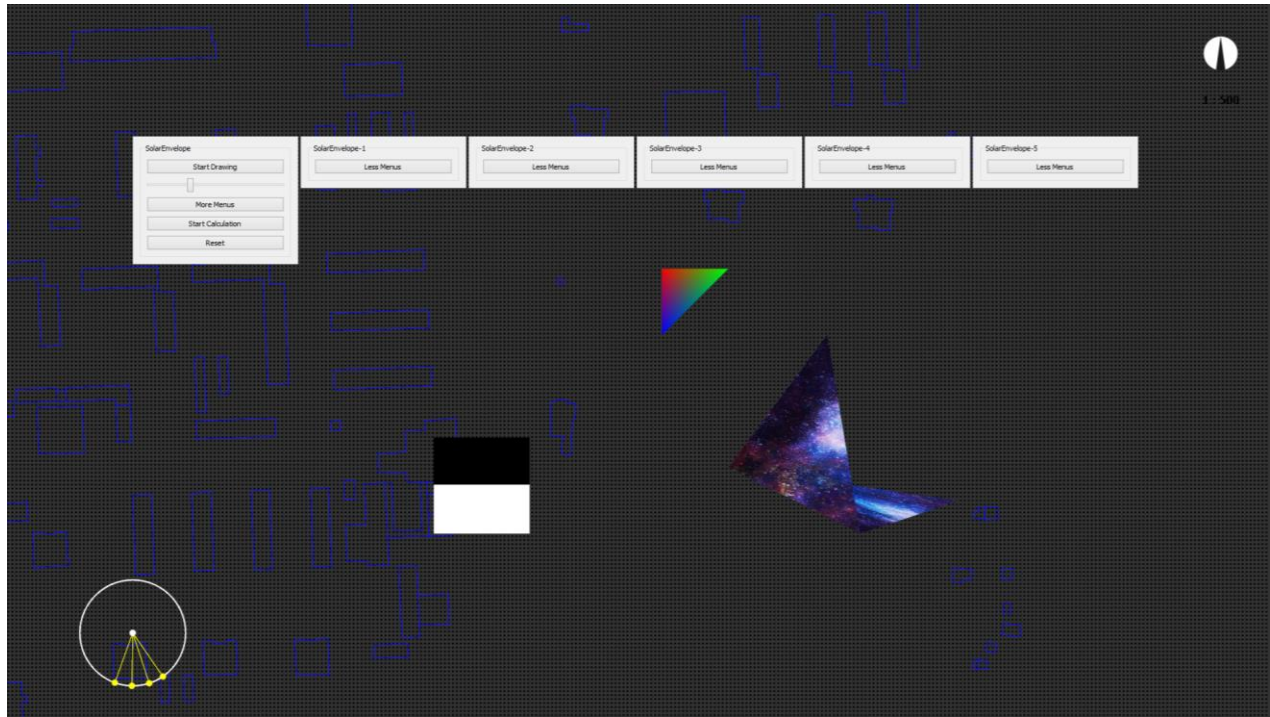 1 : 500
SolarEnvelope
Start Drawing
More Menus
Start Calculation
Reset
SolarEnvelope-1
Less Menus
SolarEnvelope-2
Less Menus
SolarEnvelope-3
Less Menus
SolarEnvelope-4
Less Menus
SolarEnvelope-5
Less Menus